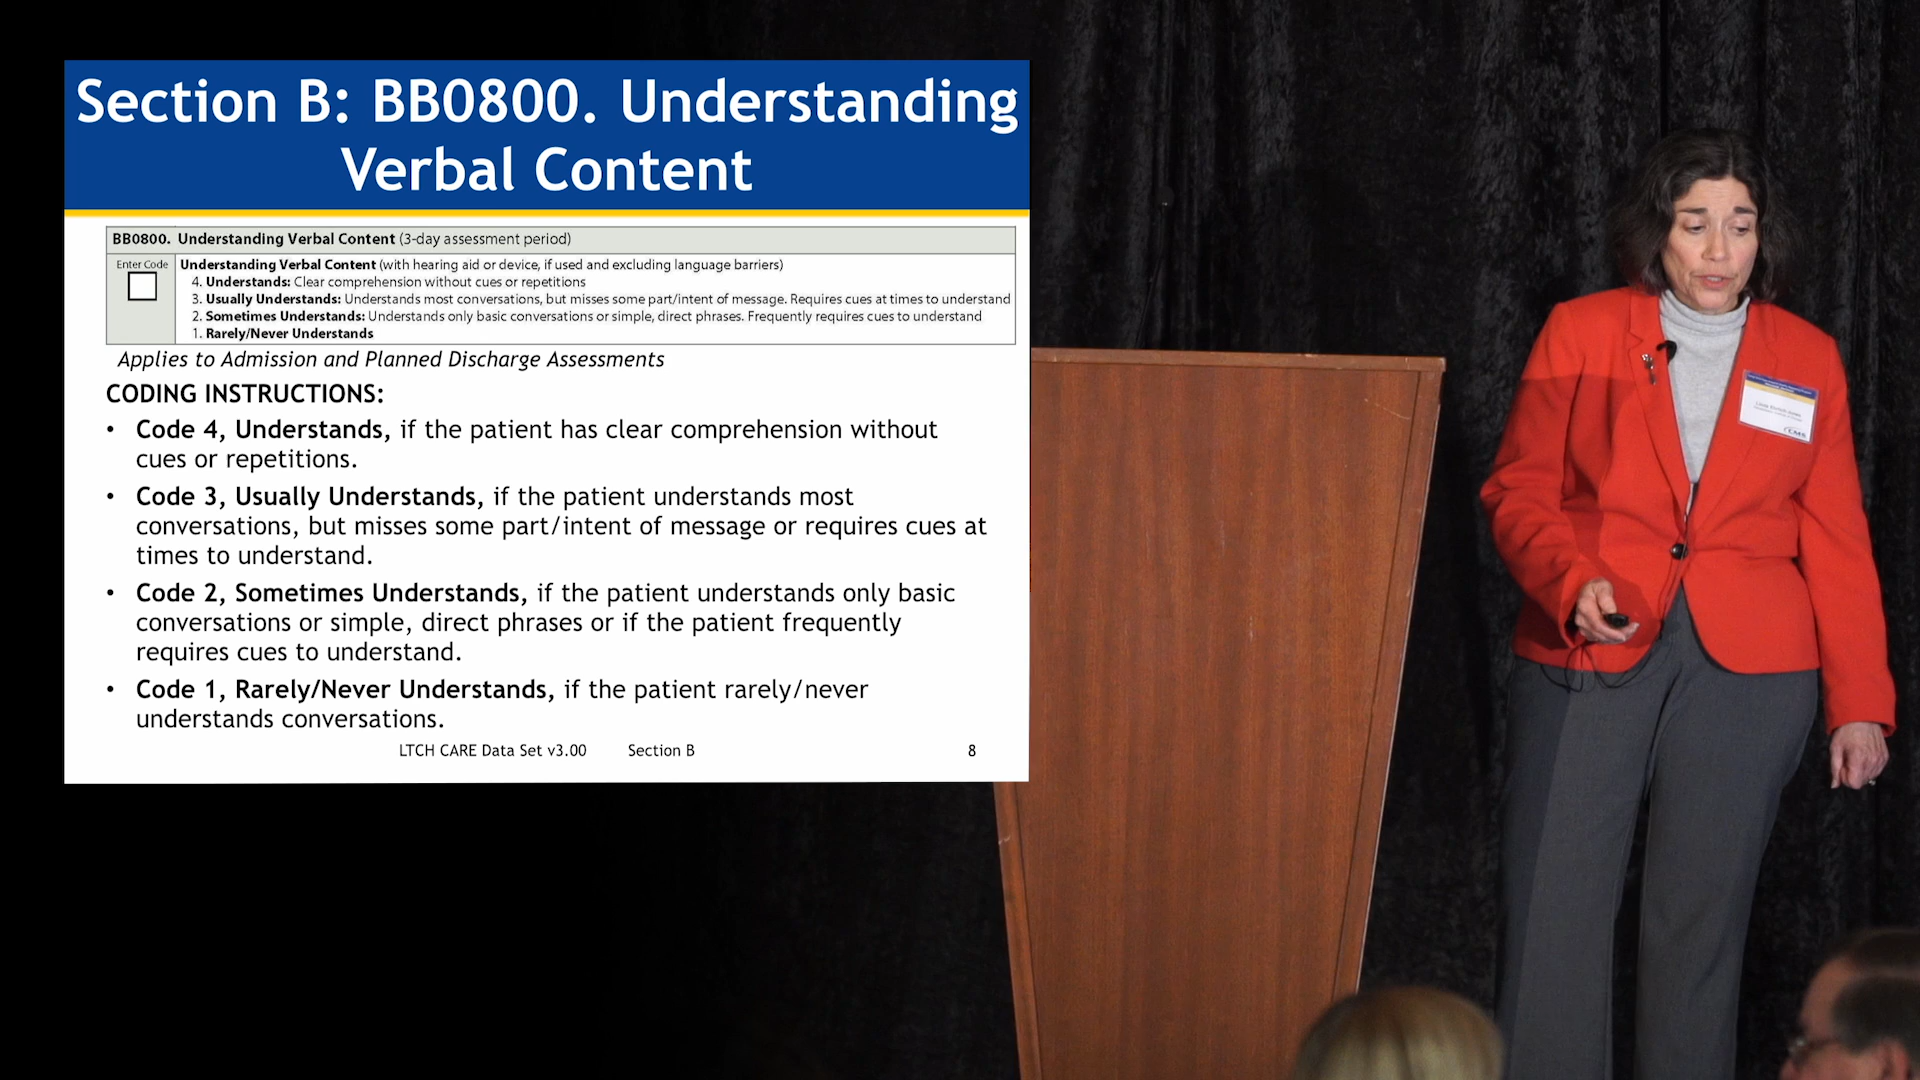 Section B: BB0800. Understanding
Verbal Content
BB0800. Understanding Verbal Content (3-day assessment period)
Enter Code
Understanding Verbal Content (with hearing aid or device, if used and excluding language barriers)
4. Understands: Clear comprehension without cues or repetitions
3. Usually Understands: Understands most conversations, but misses some part/intent of message. Requires cues at times to understand
2. Sometimes Understands: Understands only basic conversations or simple, direct phrases. Frequently requires cues to understand
1. Rarely/Never Understands
Applies to Admission and Planned Discharge Assessments
CODING INSTRUCTIONS:
• Code 4, Understands, if the patient has clear comprehension without
cues or repetitions.
• Code 3, Usually Understands, if the patient understands most
conversations, but misses some part/intent of message or requires cues at
times to understand.
• Code 2, Sometimes Understands, if the patient understands only basic
conversations or simple, direct phrases or if the patient frequently
requires cues to understand.
• Code 1, Rarely/Never Understands, if the patient rarely/never
understands conversations.
LTCH CARE Data Set v3.00 Section B 8
CMS